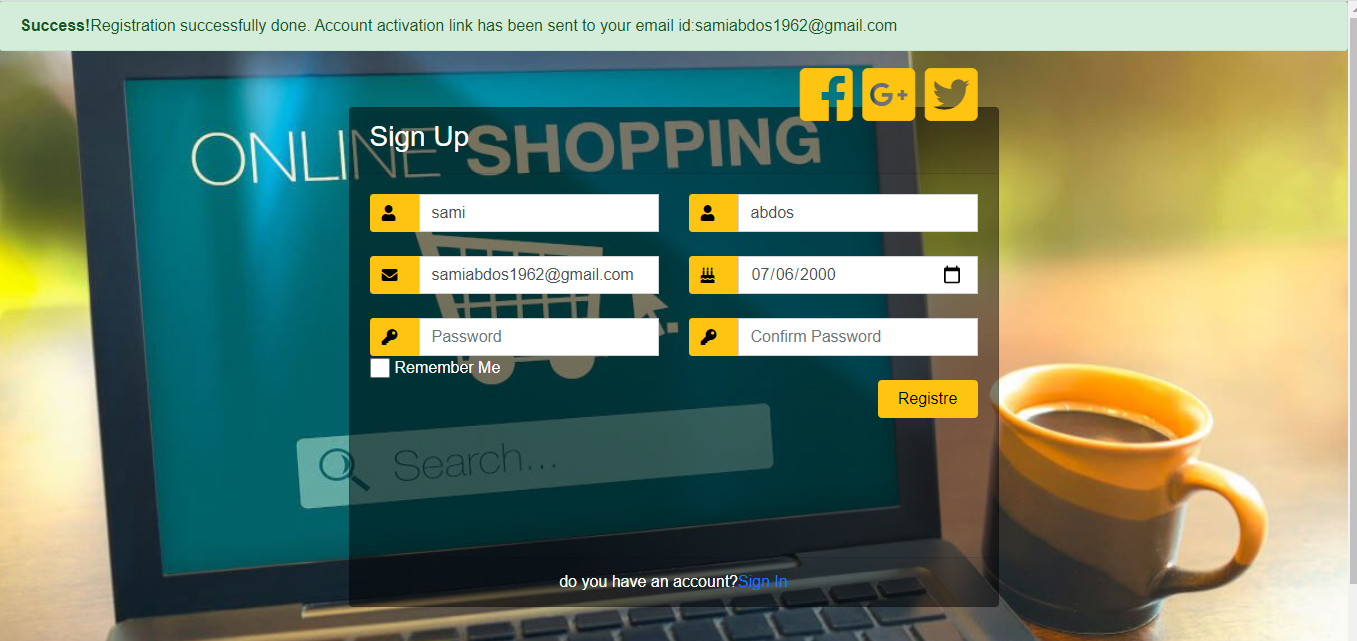 Success!Registration successfully done. Account activation link has been sent to your email id:samiabdos1962@gmail.com
ONLINE SHOPPING
Sign Up
sami
abdos
samiabdos1962@gmail.com
07/06/2000
Password
Confirm Password
Remember Me
Registre
Search...
do you have an account?Sign In